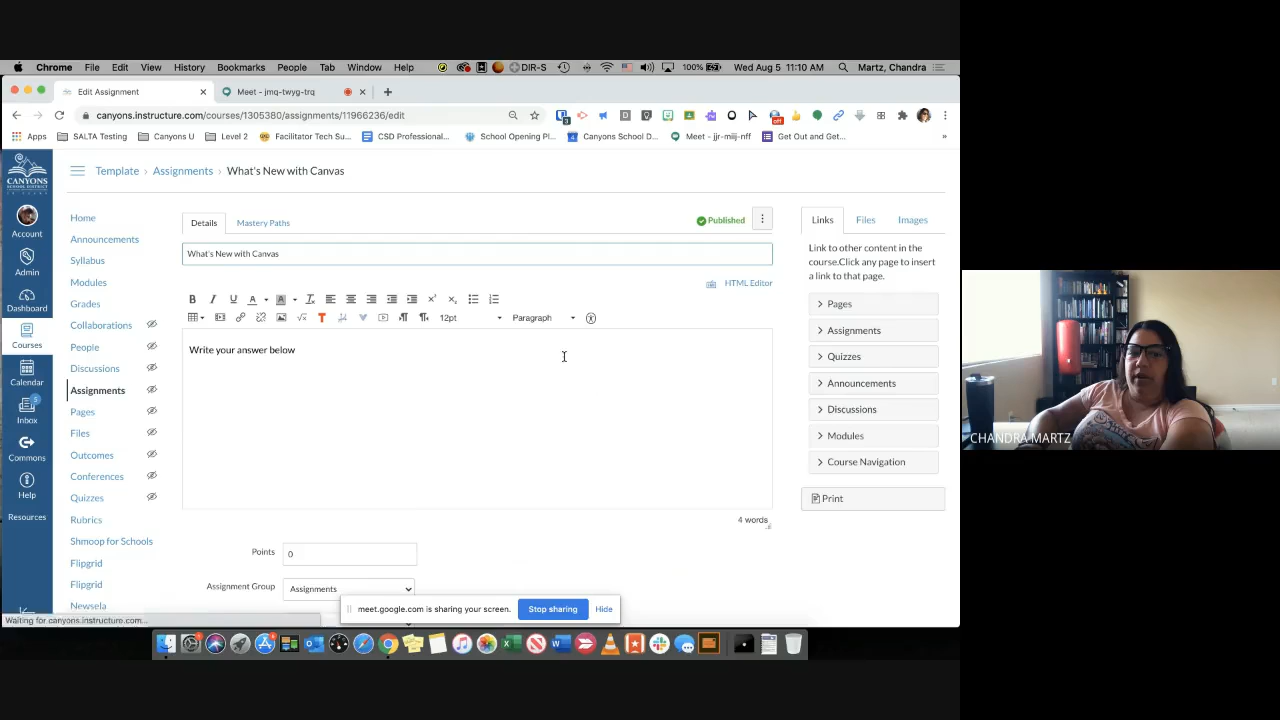 Chrome File Edit View History Bookmarks People Tab Window Help DIR-S 100% Wed Aug 5 11:10 AM Martz, Chandra
Edit Assignment Meet - jmq-twyg-trq
canyons.instructure.com/courses/1305380/assignments/11966236/edit
Apps SALTA Testing Canyons U Level 2 Facilitator Tech Su... CSD Professional... School Opening Pl... Canyons School D... Meet - jjr-miij-nff Get Out and Get... »
CANYONS
Account
Admin
Dashboard
Courses
Calendar
5
Inbox
Commons
Help
Resources
Template › Assignments › What's New with Canvas
Home
Announcements
Syllabus
Modules
Grades
Collaborations
People
Discussions
Assignments
Pages
Files
Outcomes
Conferences
Quizzes
Rubrics
Shmoop for Schools
Flipgrid
Flipgrid
Newsela
Details Mastery Paths Published
What's New with Canvas
HTML Editor
12pt Paragraph
Write your answer below
4 words
Points 0
Assignment Group Assignments
Links Files Images
Link to other content in the
course.Click any page to insert
a link to that page.
Pages
Assignments
Quizzes
Announcements
Discussions
Modules
Course Navigation
Print
meet.google.com is sharing your screen. Stop sharing Hide
Waiting for canyons.instructure.com...
CHANDRA MARTZ